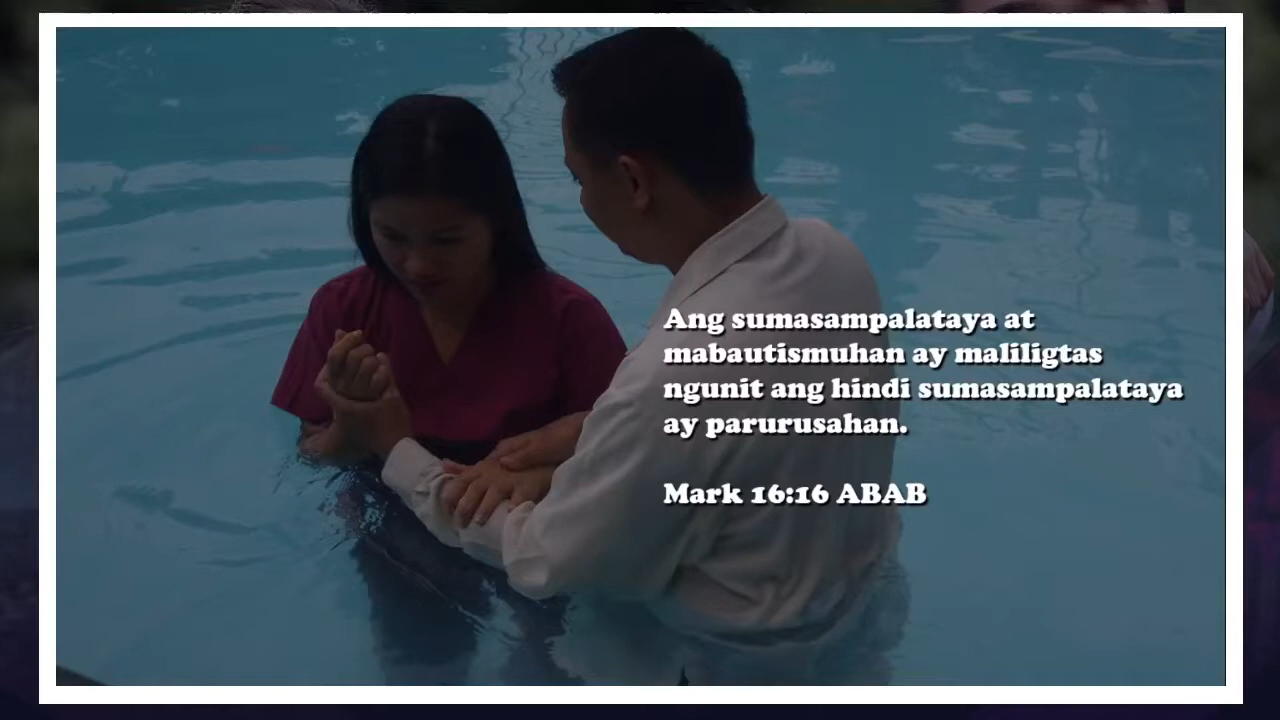 Ang sumasampalataya at
mabautismuhan ay maliligtas
ngunit ang hindi sumasampalataya
ay parurusahan.
Mark 16:16 ABAB